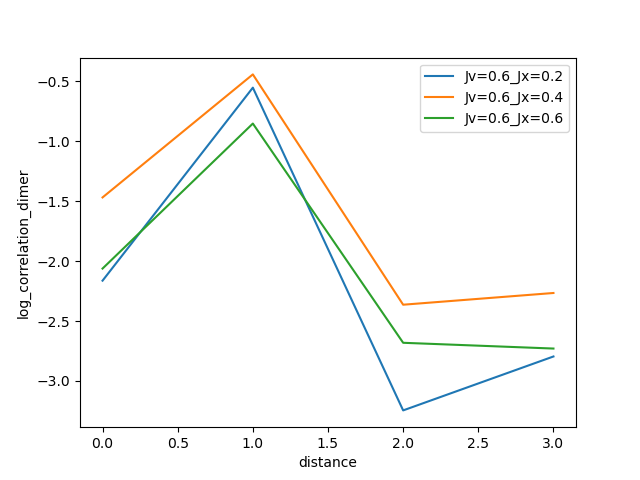 −0.5
−1.0
−1.5
−2.0
−2.5
−3.0
log_correlation_dimer
0.0 0.5 1.0 1.5 2.0 2.5 3.0
distance
Jv=0.6_Jx=0.2
Jv=0.6_Jx=0.4
Jv=0.6_Jx=0.6